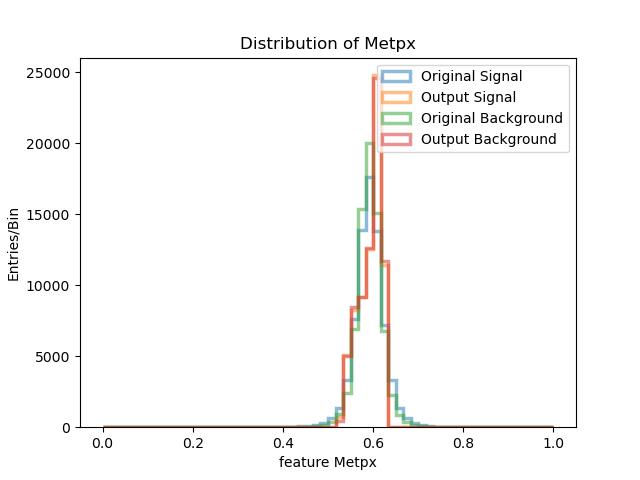 Distribution of Metpx
Original Signal
Output Signal
Original Background
Output Background
Entries/Bin
25000
20000
15000
10000
5000
0
0.0 0.2 0.4 0.6 0.8 1.0
feature Metpx